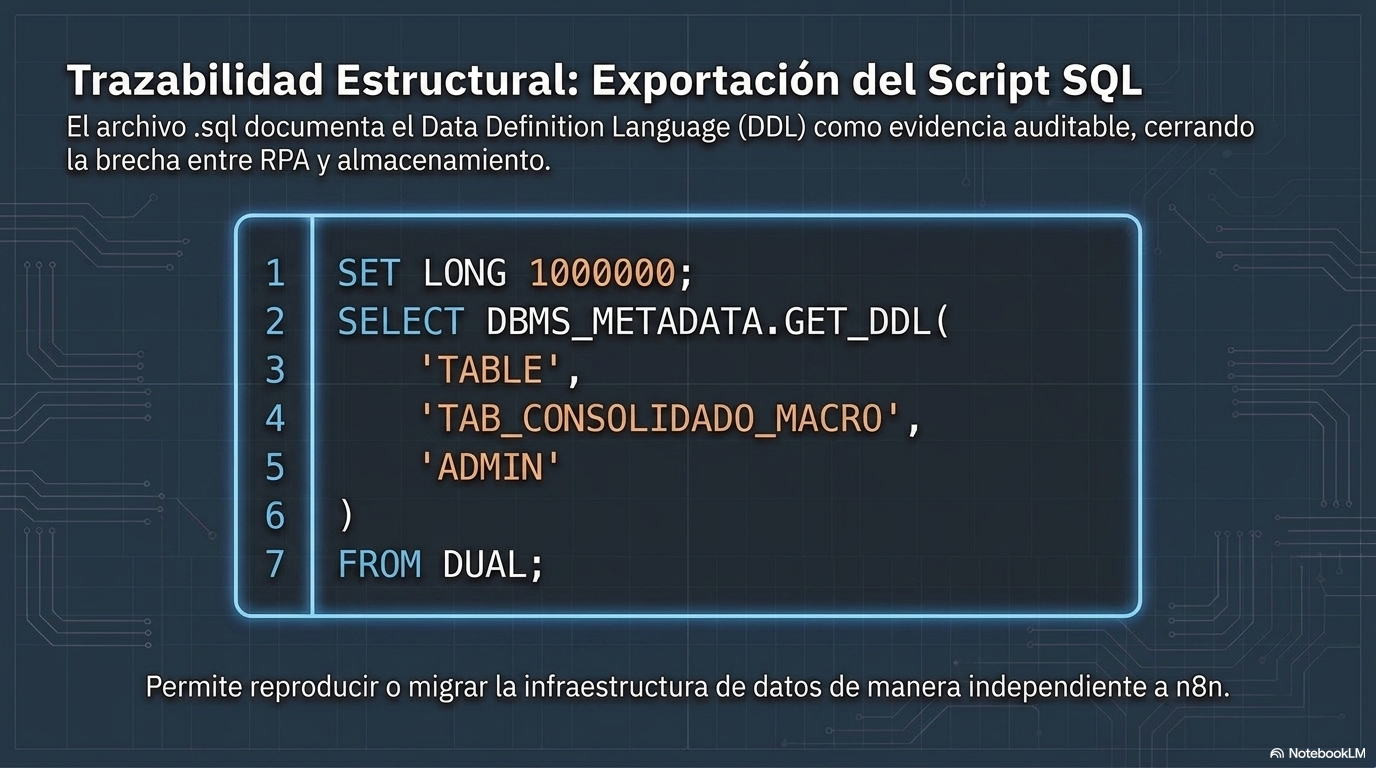 Trazabilidad Estructural: Exportación del Script SQL
El archivo .sql documenta el Data Definition Language (DDL) como evidencia auditable, cerrando
la brecha entre RPA y almacenamiento.
1 SET LONG 1000000;
2 SELECT DBMS_METADATA.GET_DDL(
3 'TABLE',
4 'TAB_CONSOLIDADO_MACRO',
5 'ADMIN'
6 )
7 FROM DUAL;
Permite reproducir o migrar la infraestructura de datos de manera independiente a n8n.
NotebookLM